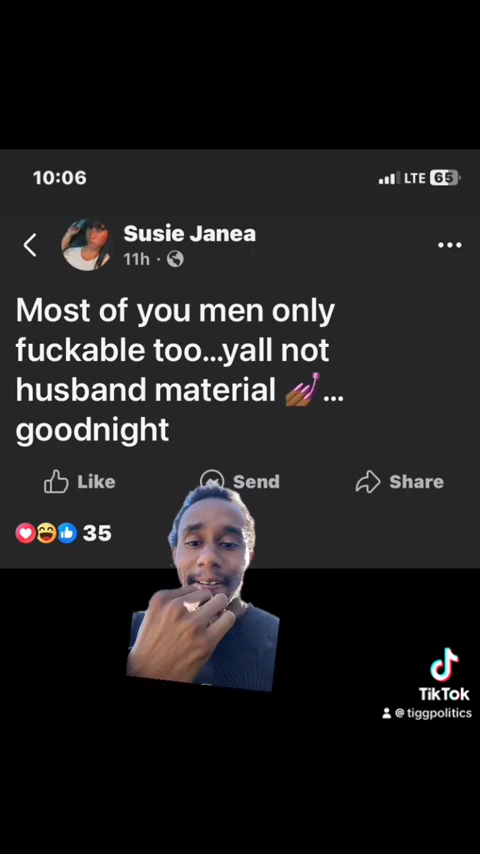 10:06
LTE 65
Susie Janea
11h ·
Most of you men only
fuckable too...yall not
husband material 💅🏾...
goodnight
Like
Send
Share
35
TikTok
@ tiggpolitics